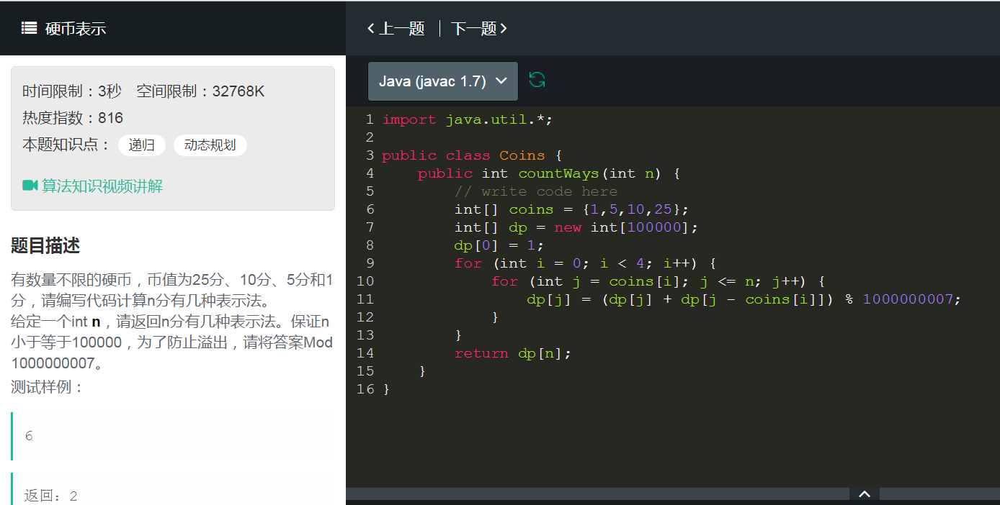 硬币表示
上一题 下一题
时间限制：3秒 空间限制：32768K
热度指数：816
本题知识点： 递归 动态规划
算法知识视频讲解
题目描述
有数量不限的硬币，币值为25分、10分、5分和1
分，请编写代码计算n分有几种表示法。
给定一个int n，请返回n分有几种表示法。保证n
小于等于100000，为了防止溢出，请将答案Mod
1000000007。
测试样例：
6
返回：2
Java (javac 1.7)
1 import java.util.*;
2
3 public class Coins {
4     public int countWays(int n) {
5         // write code here
6         int[] coins = {1,5,10,25};
7         int[] dp = new int[100000];
8         dp[0] = 1;
9         for (int i = 0; i < 4; i++) {
10             for (int j = coins[i]; j <= n; j++) {
11                 dp[j] = (dp[j] + dp[j - coins[i]]) % 1000000007;
12             }
13         }
14         return dp[n];
15     }
16 }